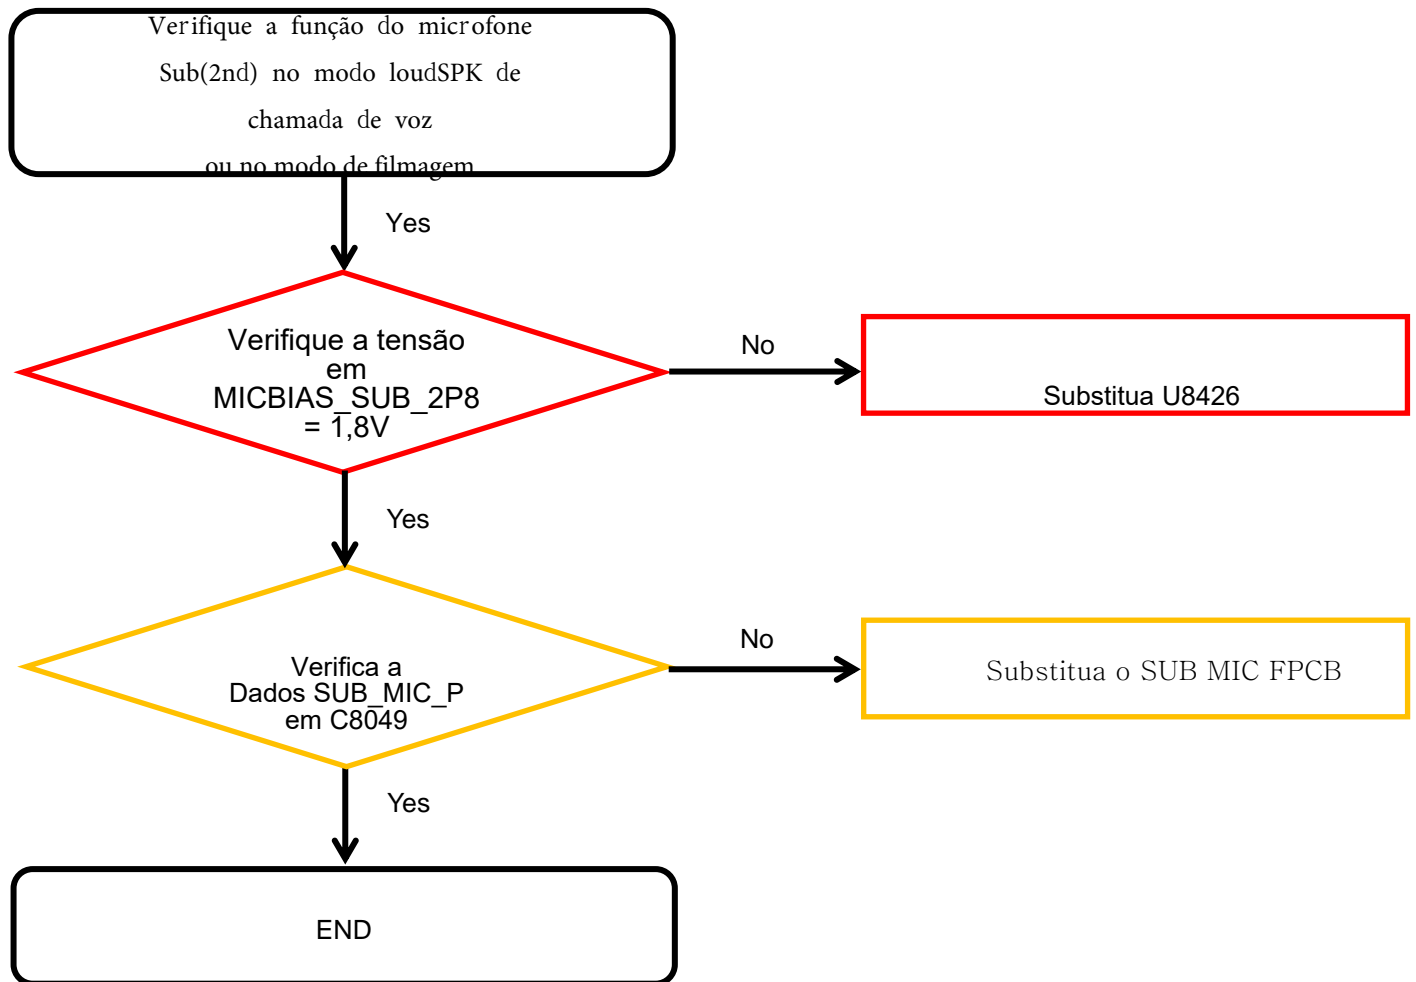 Verifique a função do microfone
Sub(2nd) no modo loudSPK de
chamada de voz
ou no modo de filmagem
Yes
Verifique a tensão
em
MICBIAS_SUB_2P8
= 1,8V
No
Substitua U8426
Yes
Verifica a
Dados SUB_MIC_P
em C8049
No
Substitua o SUB MIC FPCB
Yes
END